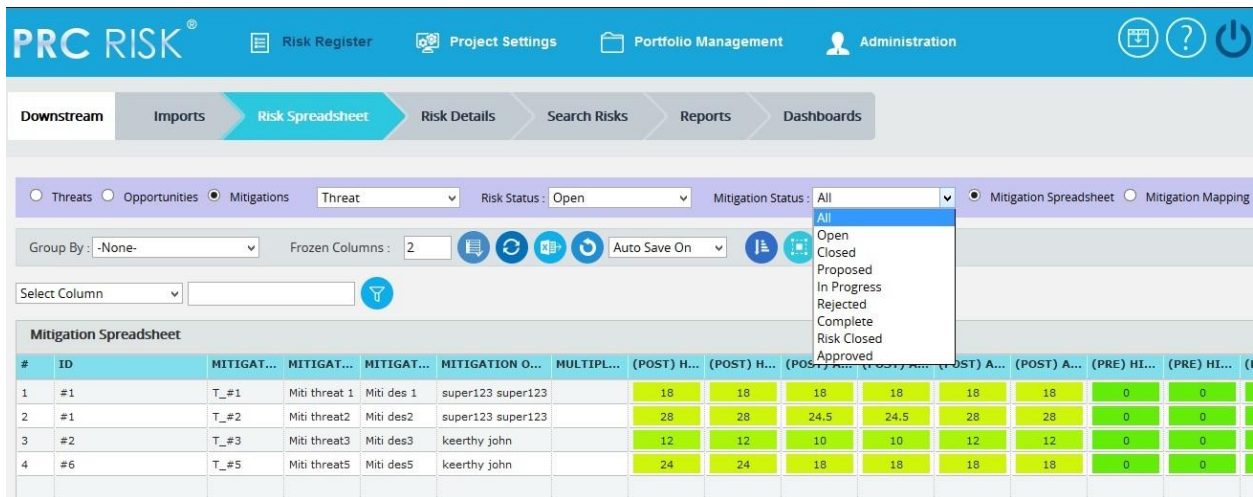 PRC RISK®
Risk Register Project Settings Portfolio Management Administration
?
Downstream Imports Risk Spreadsheet Risk Details Search Risks Reports Dashboards
Threats Opportunities Mitigations Threat Risk Status : Open Mitigation Status : All Mitigation Spreadsheet Mitigation Mapping
All
Open
Closed
Proposed
In Progress
Rejected
Complete
Risk Closed
Approved
Group By : -None- Frozen Columns : 2 Auto Save On
Select Column
Mitigation Spreadsheet
# ID MITIGAT... MITIGAT... MITIGAT... MITIGATION O... MULTIPL... (POST) H... (POST) H... (POST) A... (POST) A... (POST) A... (POST) A... (PRE) HI... (PRE) HI...
1 #1 T_#1 Miti threat 1 Miti des 1 super123 super123 18 18 18 18 18 18 0 0
2 #1 T_#2 Miti threat2 Miti des2 super123 super123 28 28 24.5 24.5 28 28 0 0
3 #2 T_#3 Miti threat3 Miti des3 keerthy john 12 12 10 10 12 12 0 0
4 #6 T_#5 Miti threat5 Miti des5 keerthy john 24 24 18 18 18 18 0 0